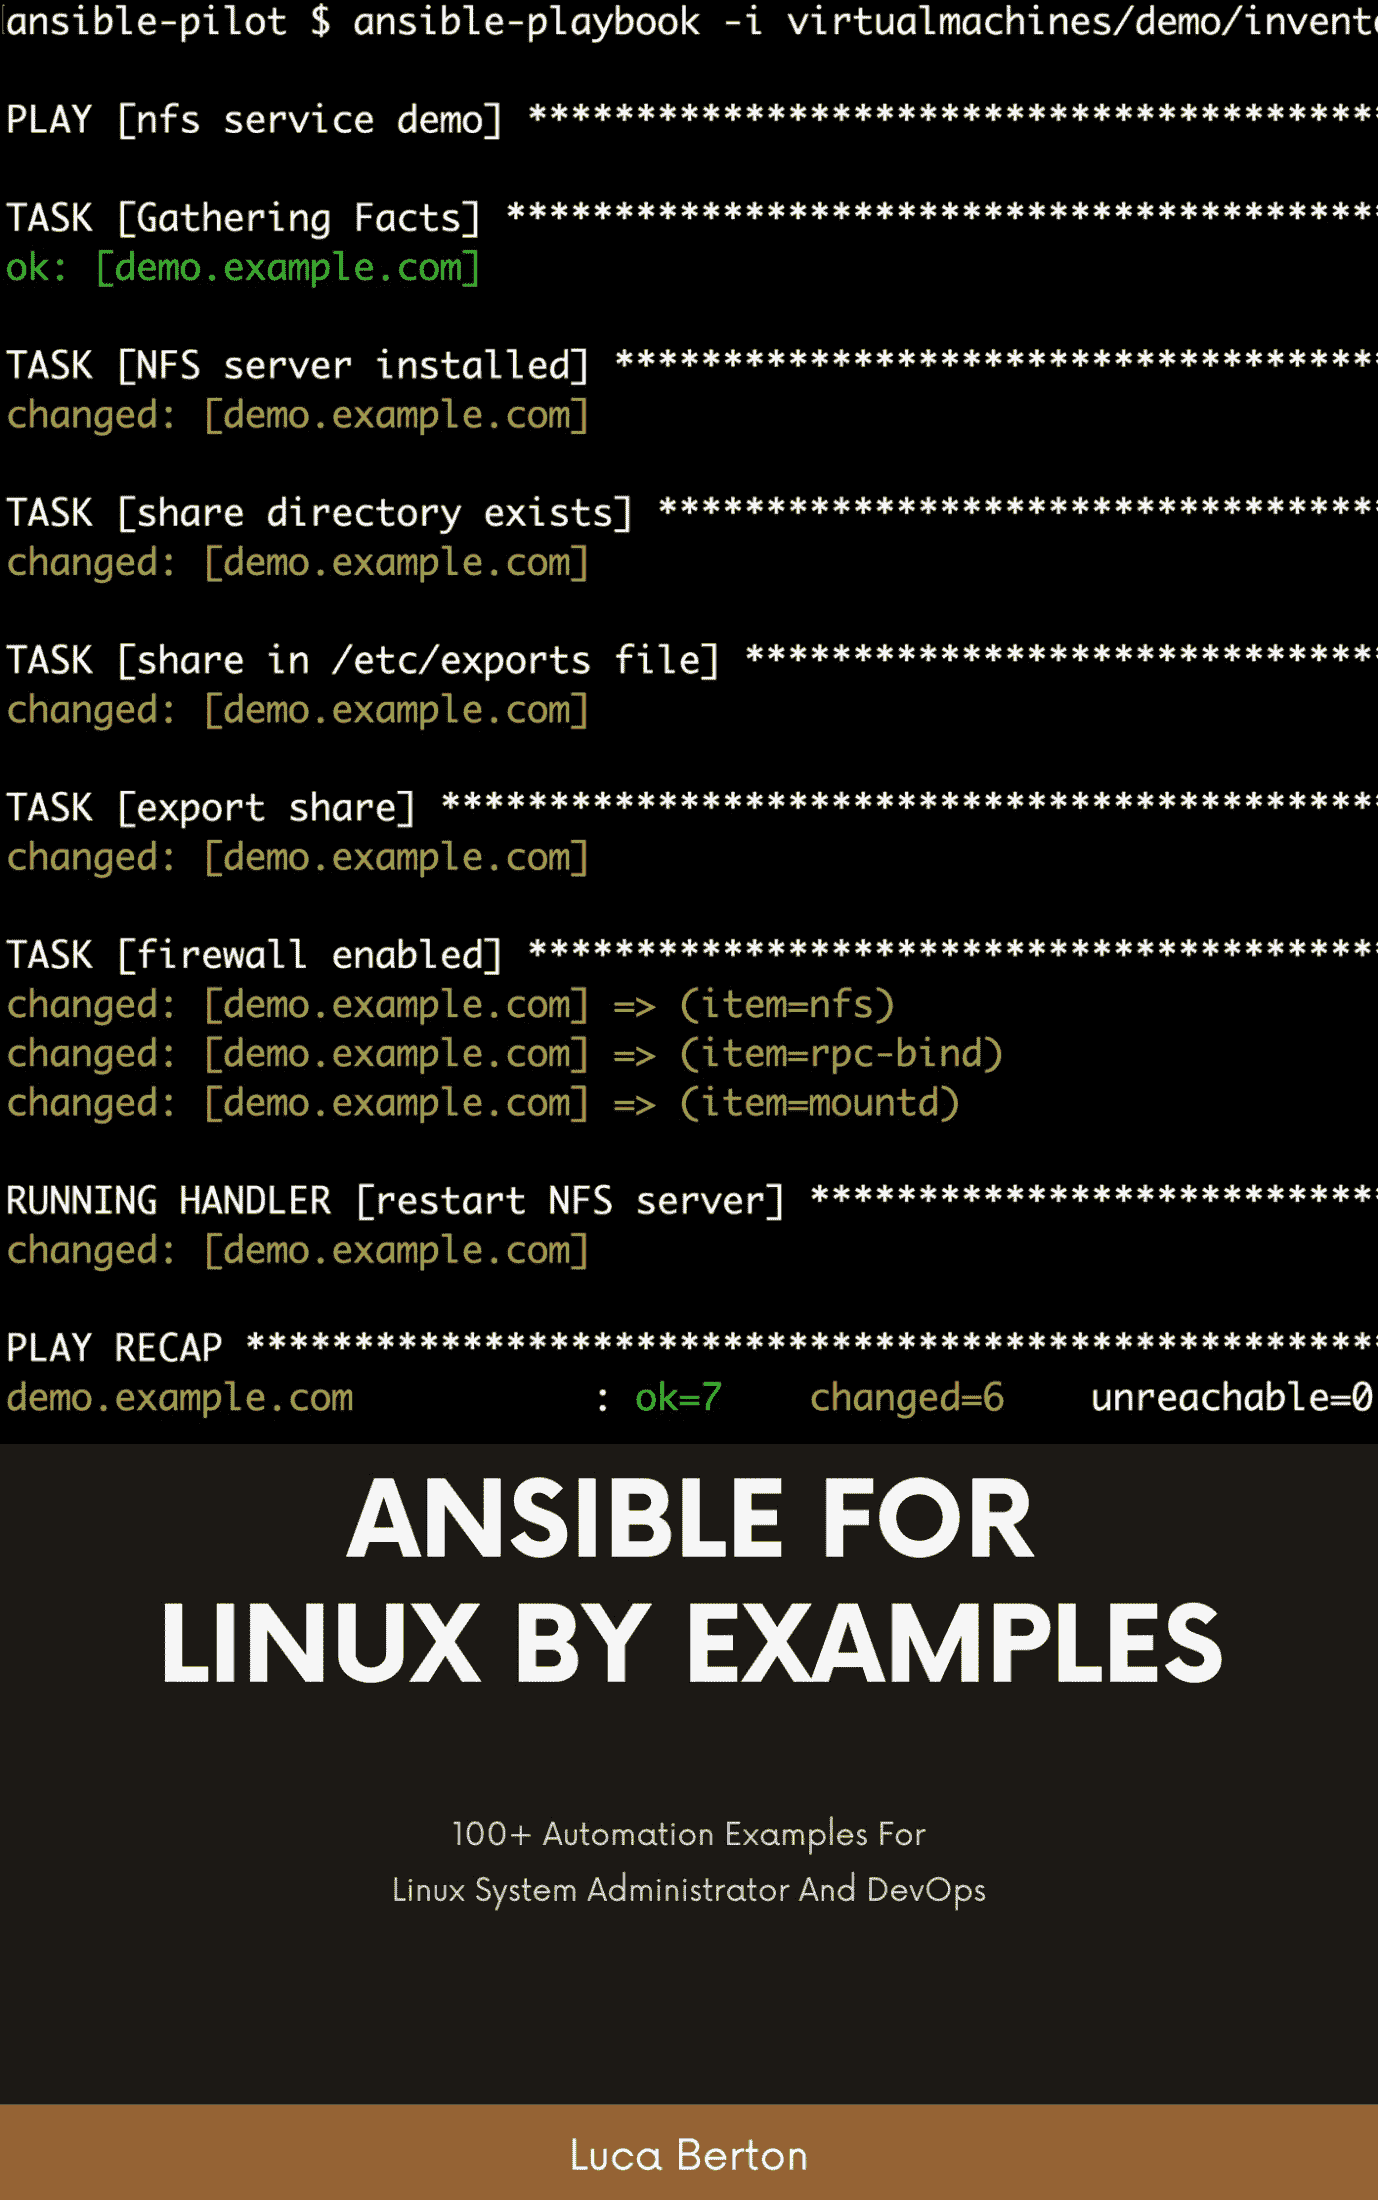 ansible-pilot $ ansible-playbook -i virtualmachines/demo/invent
PLAY [nfs service demo] ***************************************
TASK [Gathering Facts] ****************************************
ok: [demo.example.com]
TASK [NFS server installed] ***********************************
changed: [demo.example.com]
TASK [share directory exists] *********************************
changed: [demo.example.com]
TASK [share in /etc/exports file] *****************************
changed: [demo.example.com]
TASK [export share] *******************************************
changed: [demo.example.com]
TASK [firewall enabled] ***************************************
changed: [demo.example.com] => (item=nfs)
changed: [demo.example.com] => (item=rpc-bind)
changed: [demo.example.com] => (item=mountd)
RUNNING HANDLER [restart NFS server] **************************
changed: [demo.example.com]
PLAY RECAP ****************************************************
demo.example.com : ok=7 changed=6 unreachable=0
ANSIBLE FOR
LINUX BY EXAMPLES
100+ Automation Examples For
Linux System Administrator And DevOps
Luca Berton